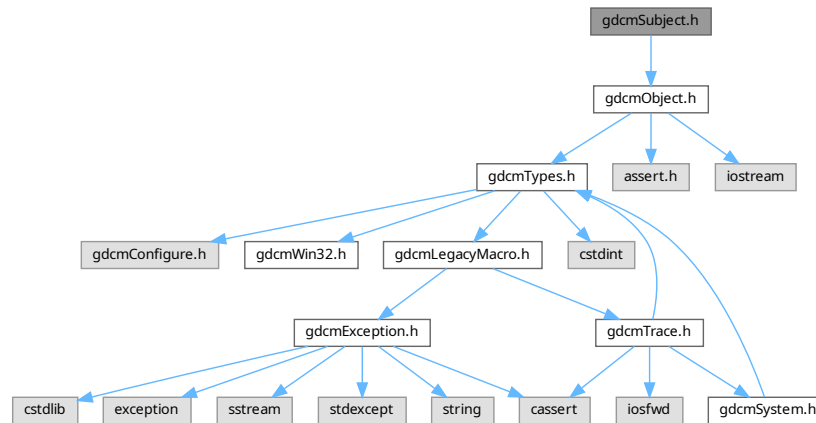 gdcmSubject.h
gdcmObject.h
gdcmTypes.h
assert.h
iostream
gdcmConfigure.h
gdcmWin32.h
gdcmLegacyMacro.h
cstdint
gdcmException.h
gdcmTrace.h
cstdlib
exception
sstream
stdexcept
string
cassert
iosfwd
gdcmSystem.h